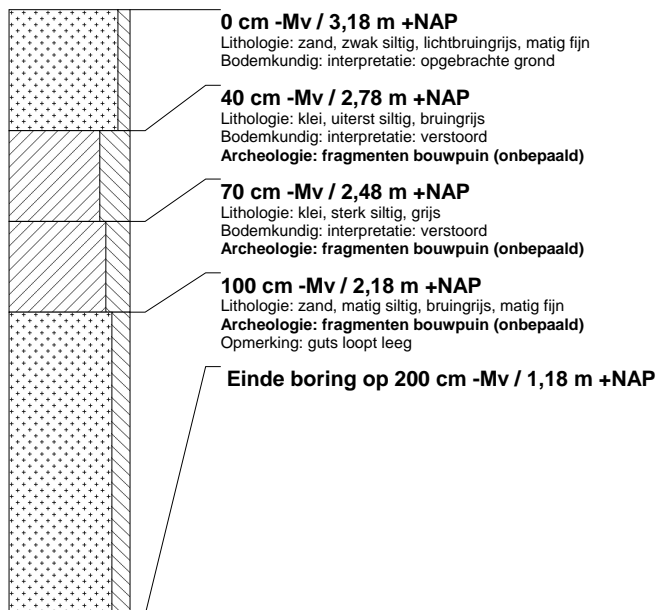 0 cm -Mv / 3,18 m +NAP
Lithologie: zand, zwak siltig, lichtbruingrijs, matig fijn
Bodemkundig: interpretatie: opgebrachte grond
40 cm -Mv / 2,78 m +NAP
Lithologie: klei, uiterst siltig, bruingrijs
Bodemkundig: interpretatie: verstoord
Archeologie: fragmenten bouwpuin (onbepaald)
70 cm -Mv / 2,48 m +NAP
Lithologie: klei, sterk siltig, grijs
Bodemkundig: interpretatie: verstoord
Archeologie: fragmenten bouwpuin (onbepaald)
100 cm -Mv / 2,18 m +NAP
Lithologie: zand, matig siltig, bruingrijs, matig fijn
Archeologie: fragmenten bouwpuin (onbepaald)
Opmerking: guts loopt leeg
Einde boring op 200 cm -Mv / 1,18 m +NAP